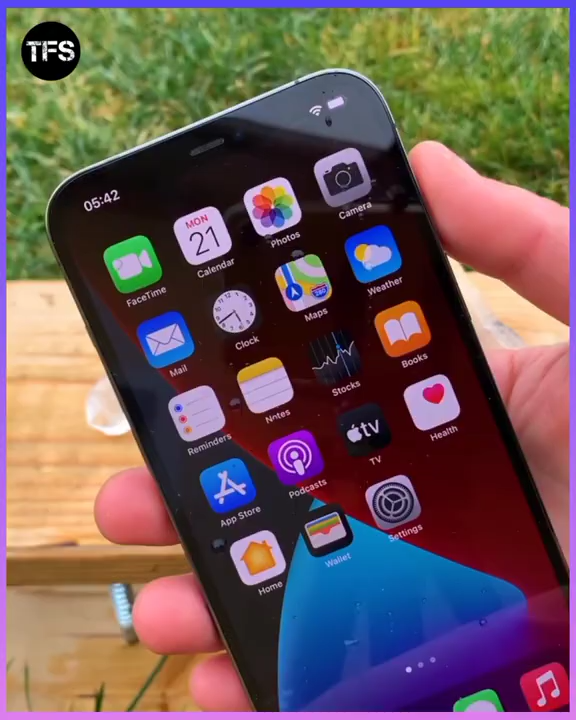 TFS
05:42
MON
21
FaceTime
Calendar
Photos
Camera
Mail
Clock
Maps
Weather
Reminders
Notes
Stocks
Books
App Store
Podcasts
tv
TV
Health
Home
Wallet
Settings